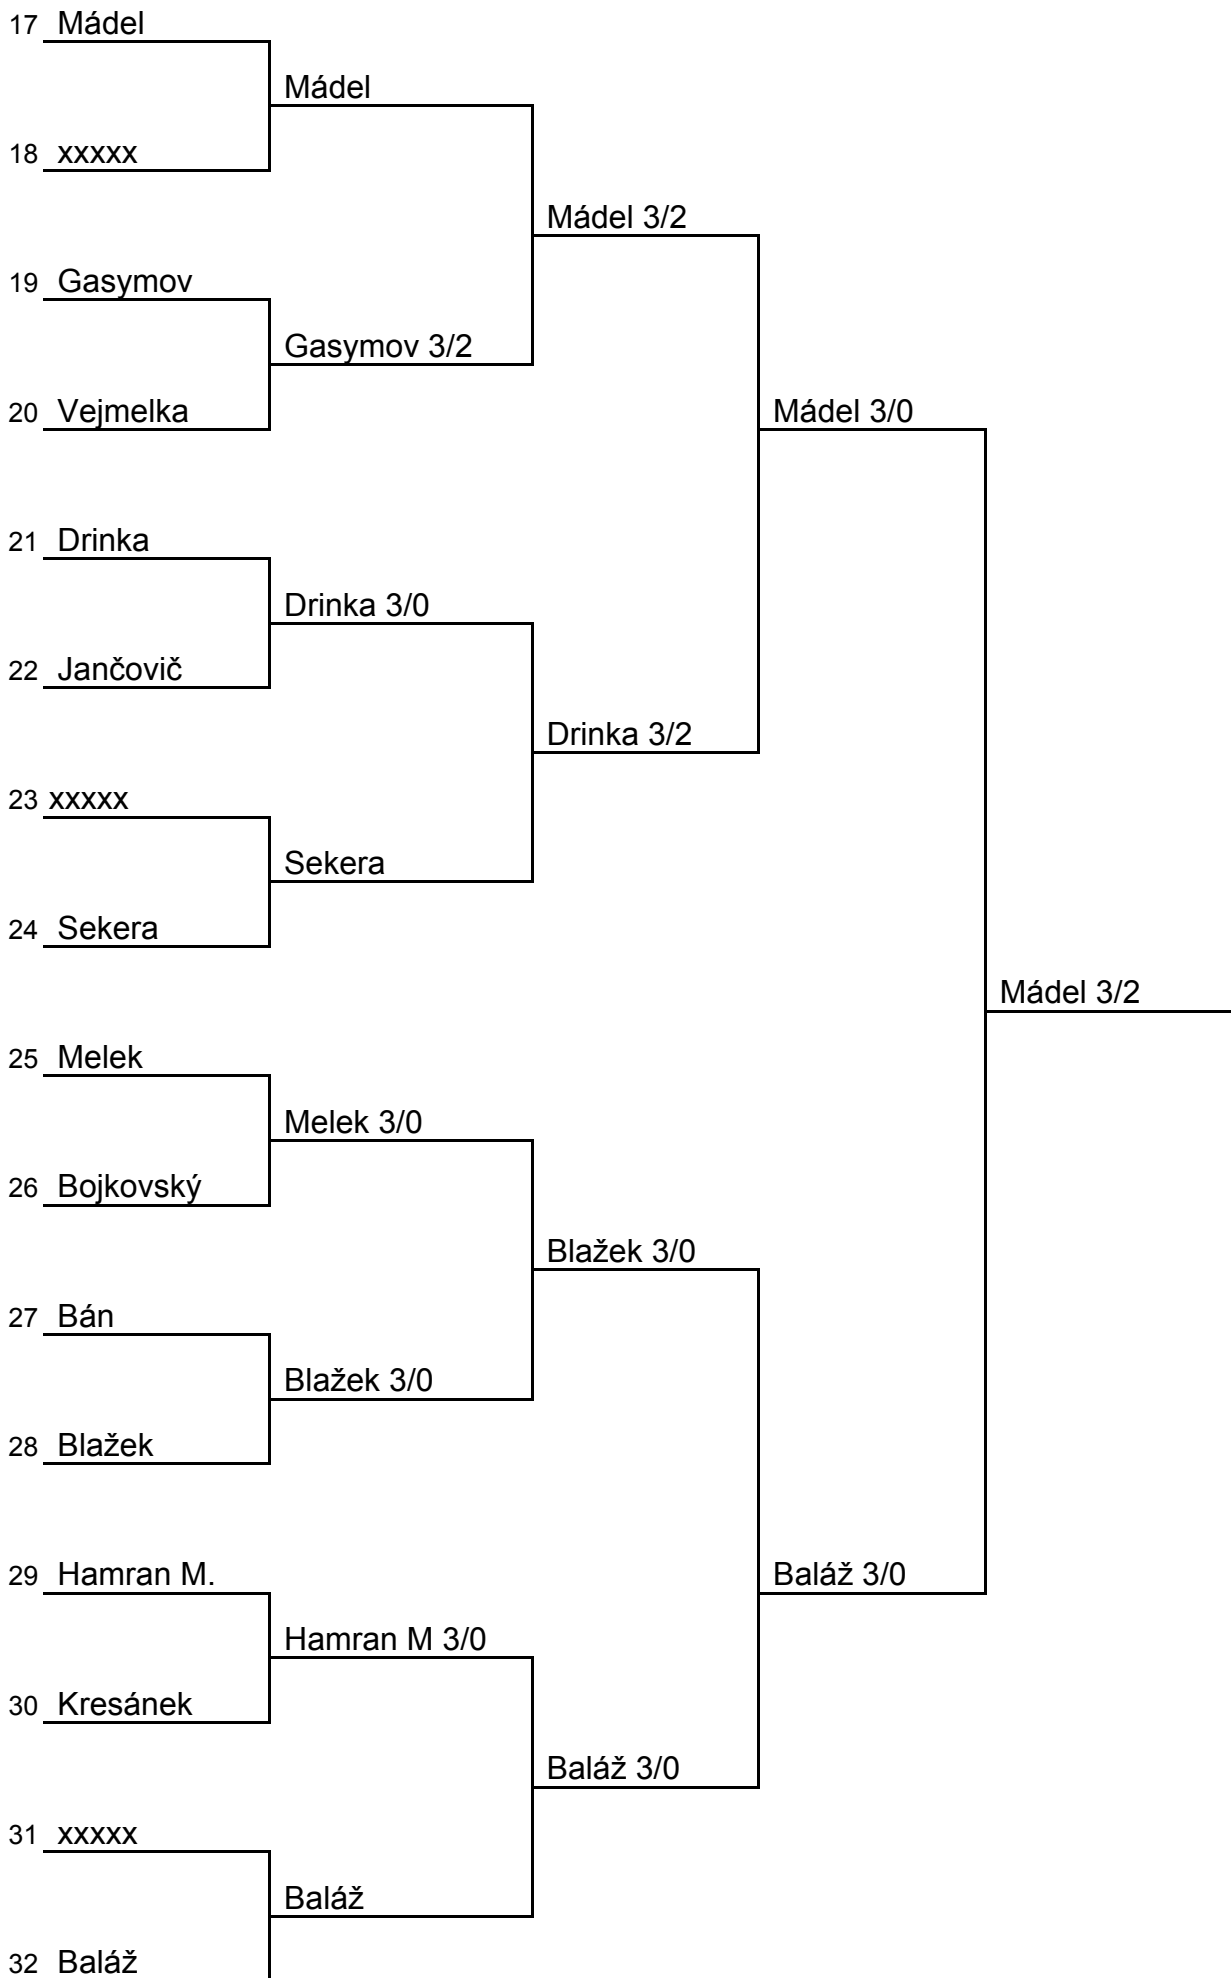 17 Mádel
Mádel
18 xxxxx
Mádel 3/2
19 Gasymov
Gasymov 3/2
20 Vejmelka
Mádel 3/0
21 Drinka
Drinka 3/0
22 Jančovič
Drinka 3/2
23 xxxxx
Sekera
24 Sekera
Mádel 3/2
25 Melek
Melek 3/0
26 Bojkovský
Blažek 3/0
27 Bán
Blažek 3/0
28 Blažek
29 Hamran M.
Baláž 3/0
Hamran M 3/0
30 Kresánek
Baláž 3/0
31 xxxxx
Baláž
32 Baláž